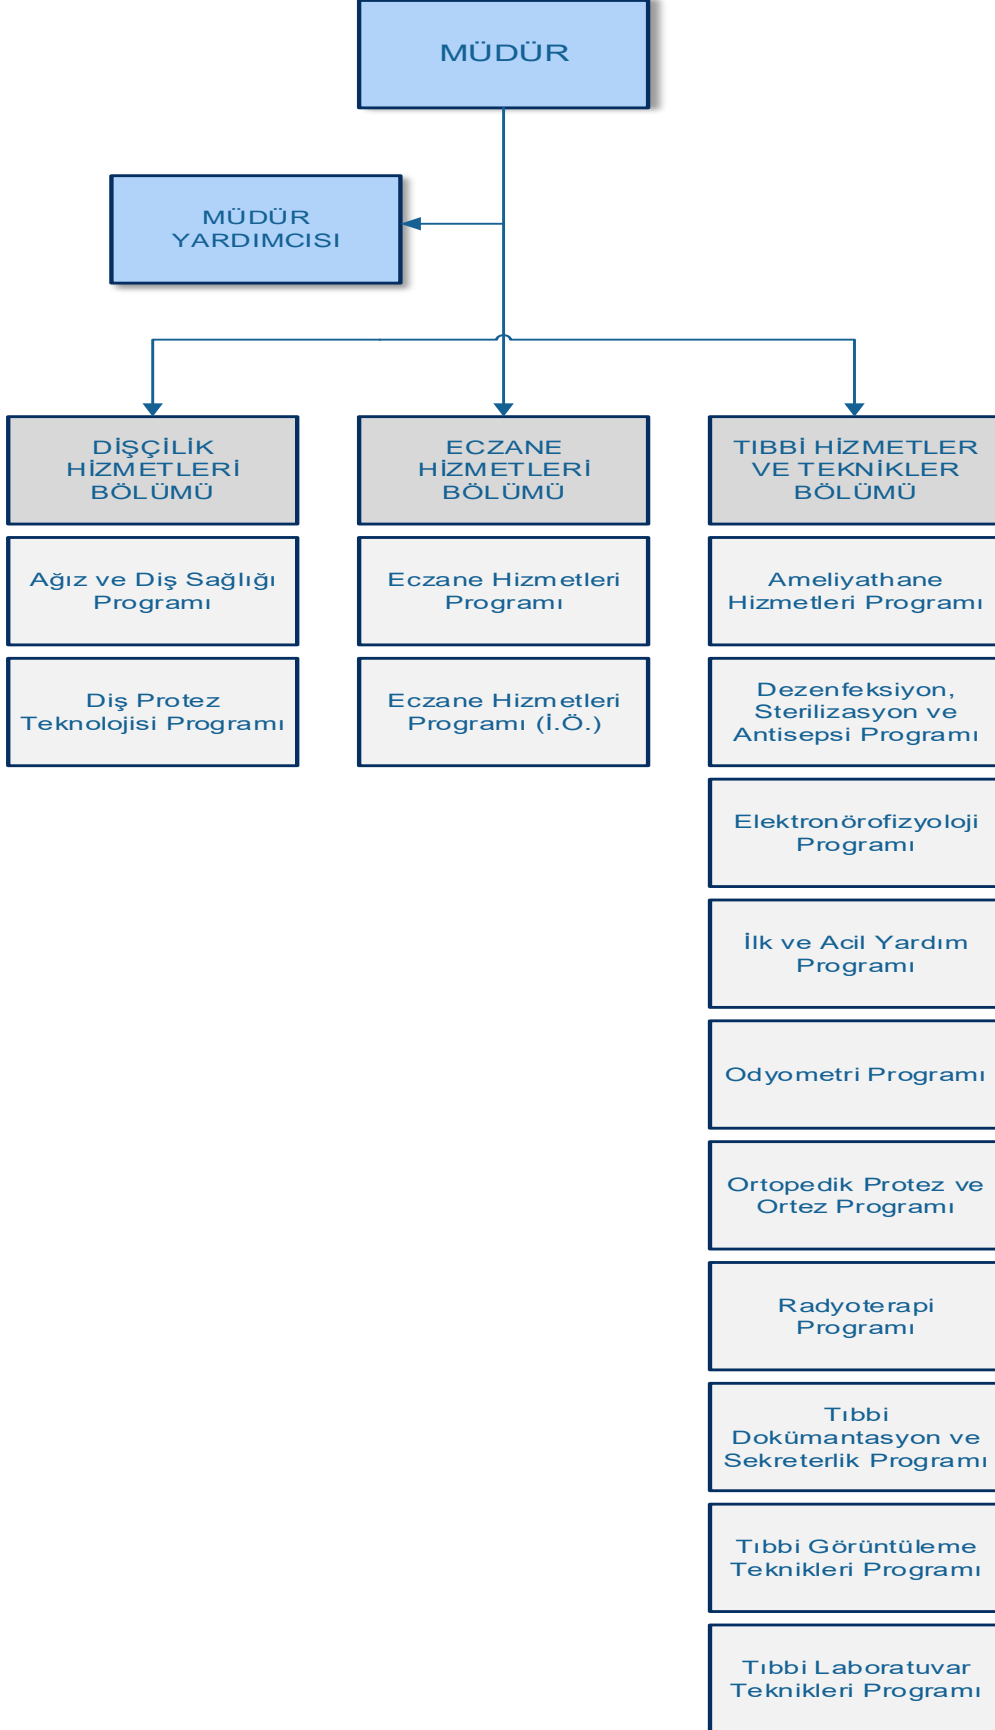 MÜDÜR
MÜDÜR
YARDIMCISI
DİŞÇİLİK
HİZMETLERİ
BÖLÜMÜ
Ağız ve Diş Sağlığı
Programı
Diş Protez
Teknolojisi Programı
ECZANE
HİZMETLERİ
BÖLÜMÜ
Eczane Hizmetleri
Programı
Eczane Hizmetleri
Programı (İ.Ö.)
TIBBİ HİZMETLER
VE TEKNİKLER
BÖLÜMÜ
Ameliyathane
Hizmetleri Programı
Dezenfeksiyon,
Sterilizasyon ve
Antisepsi Programı
Elektronörofizyoloji
Programı
İlk ve Acil Yardım
Programı
Odyometri Programı
Ortopedik Protez ve
Ortez Programı
Radyoterapi
Programı
Tıbbi
Dokümantasyon ve
Sekreterlik Programı
Tıbbi Görüntüleme
Teknikleri Programı
Tıbbi Laboratuvar
Teknikleri Programı